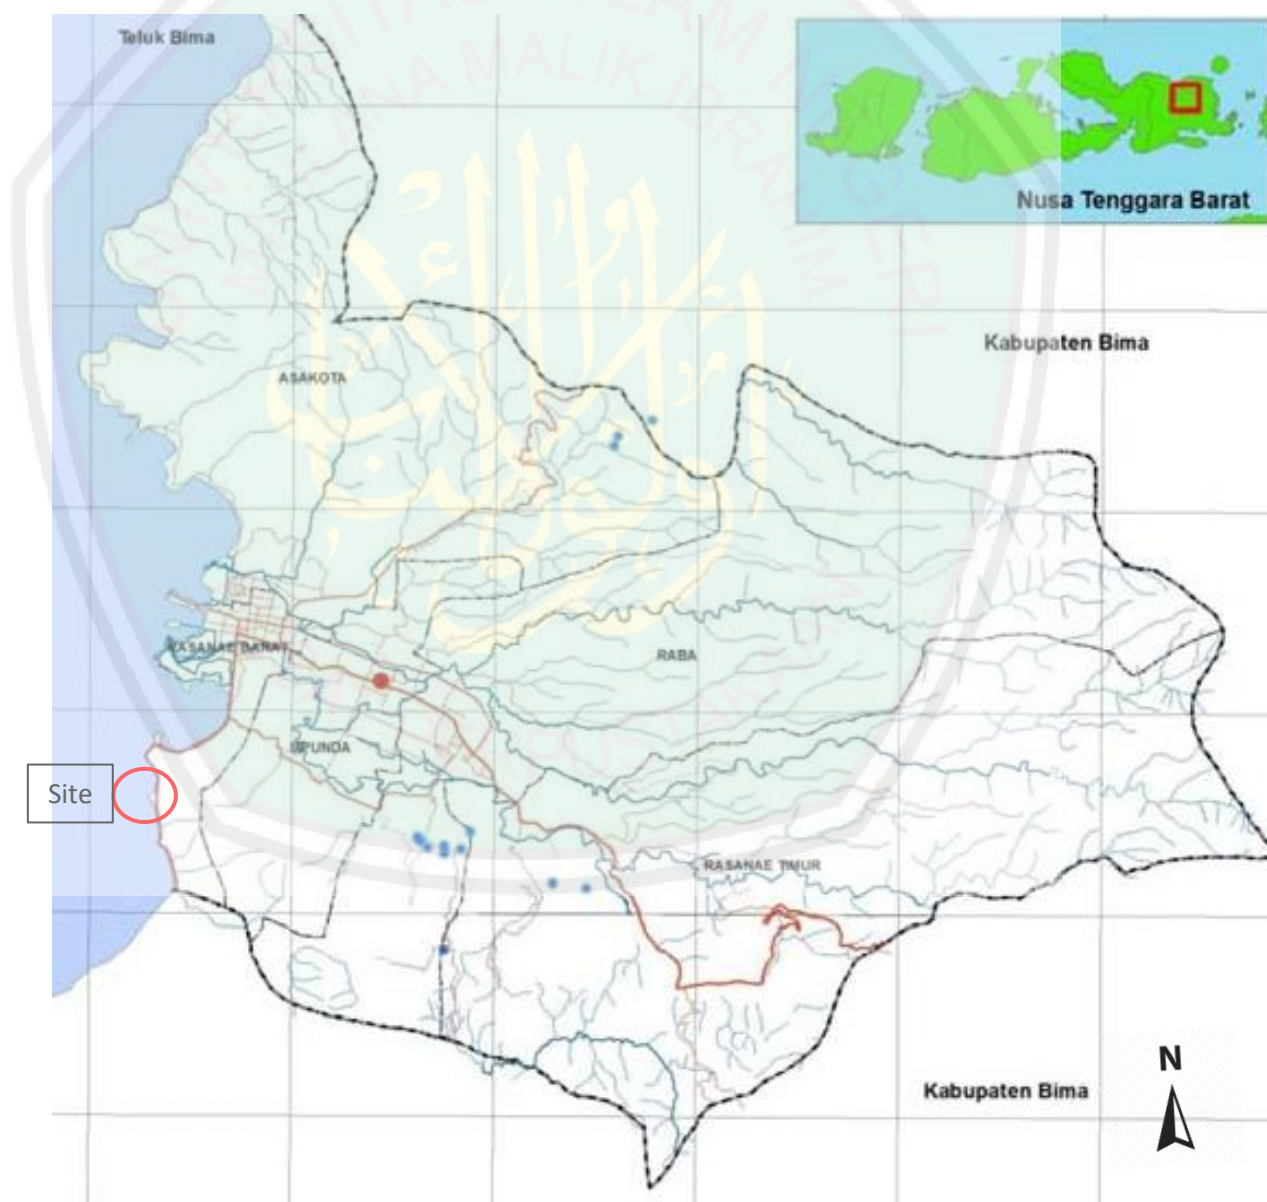 Teluk Bima
Nusa Tenggara Barat
Kabupaten Bima
ASAKOTA
RASANAE BARAT
RABA
MPUNDA
Site
RASANAE TIMUR
Kabupaten Bima
N